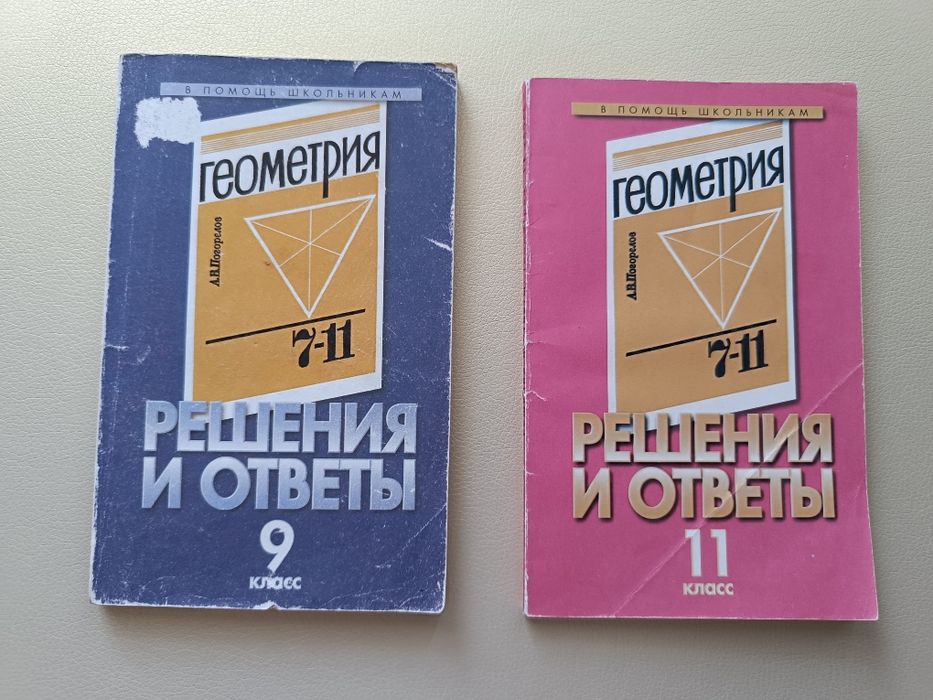 В ПОМОЩЬ ШКОЛЬНИКАМ
ГЕОМЕТРИЯ
А.В.Погорелов
7-11
РЕШЕНИЯ
И ОТВЕТЫ
9
класс
В ПОМОЩЬ ШКОЛЬНИКАМ
ГЕОМЕТРИЯ
А.В.Погорелов
7-11
РЕШЕНИЯ
И ОТВЕТЫ
11
класс